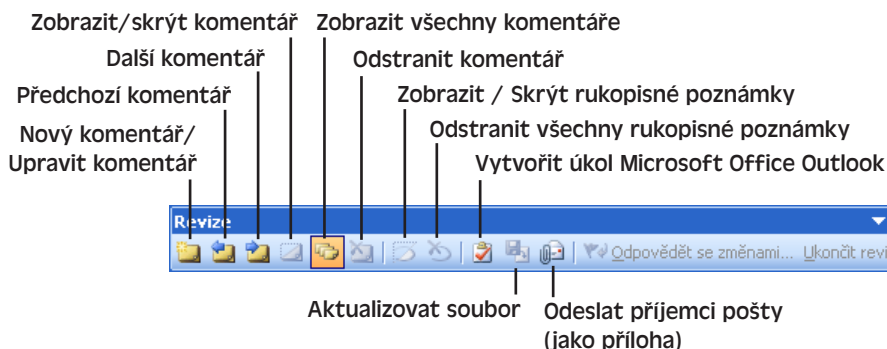 Zobrazit/skrýt komentář Zobrazit všechny komentáře
Další komentář Odstranit komentář
Předchozí komentář Zobrazit / Skrýt rukopisné poznámky
Nový komentář/ Odstranit všechny rukopisné poznámky
Upravit komentář Vytvořit úkol Microsoft Office Outlook
Revize
Odpovědět se změnami... Ukončit revi
Aktualizovat soubor Odeslat příjemci pošty
(jako příloha)